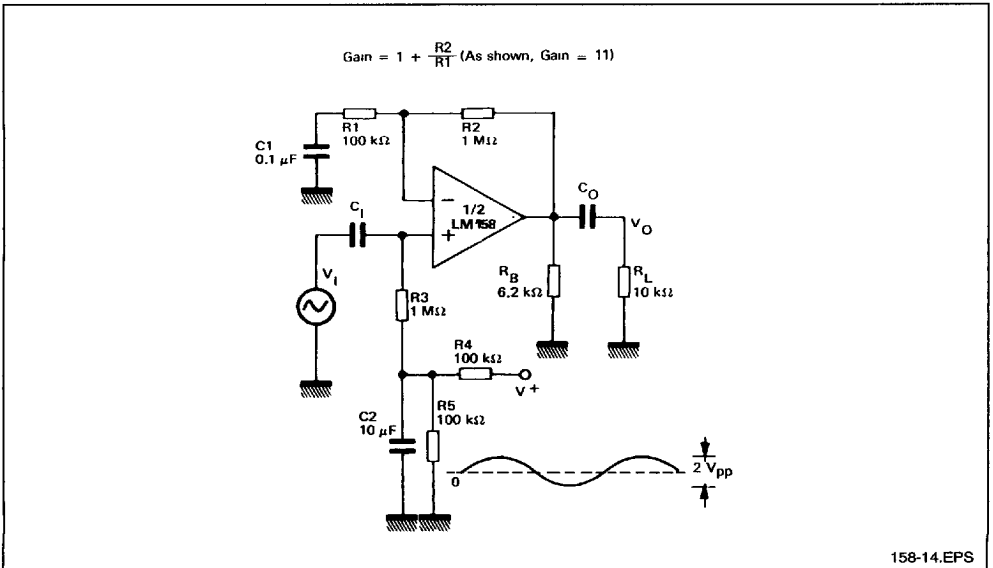 Gain = 1 + R2/R1 (As shown, Gain = 11)
R1
100 kΩ
R2
1 MΩ
C1
0.1 μF
CI
1/2
LM158
CO
VO
Vi
R3
1 MΩ
RB
6.2 kΩ
RL
10 kΩ
R4
100 kΩ
V+
C2
10 μF
R5
100 kΩ
0
2 Vpp
158-14.EPS